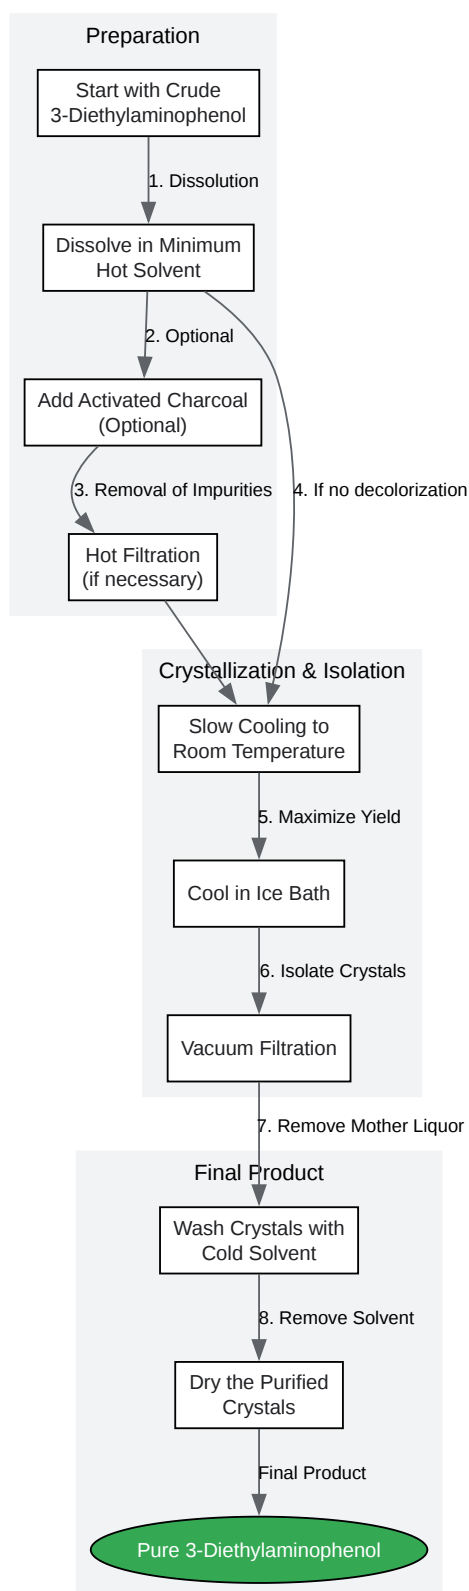 Preparation
Start with Crude
3-Diethylaminophenol
1. Dissolution
Dissolve in Minimum
Hot Solvent
2. Optional
Add Activated Charcoal
(Optional)
3. Removal of Impurities
4. If no decolorization
Hot Filtration
(if necessary)
Crystallization & Isolation
Slow Cooling to
Room Temperature
5. Maximize Yield
Cool in Ice Bath
6. Isolate Crystals
Vacuum Filtration
7. Remove Mother Liquor
Final Product
Wash Crystals with
Cold Solvent
8. Remove Solvent
Dry the Purified
Crystals
Final Product
Pure 3-Diethylaminophenol